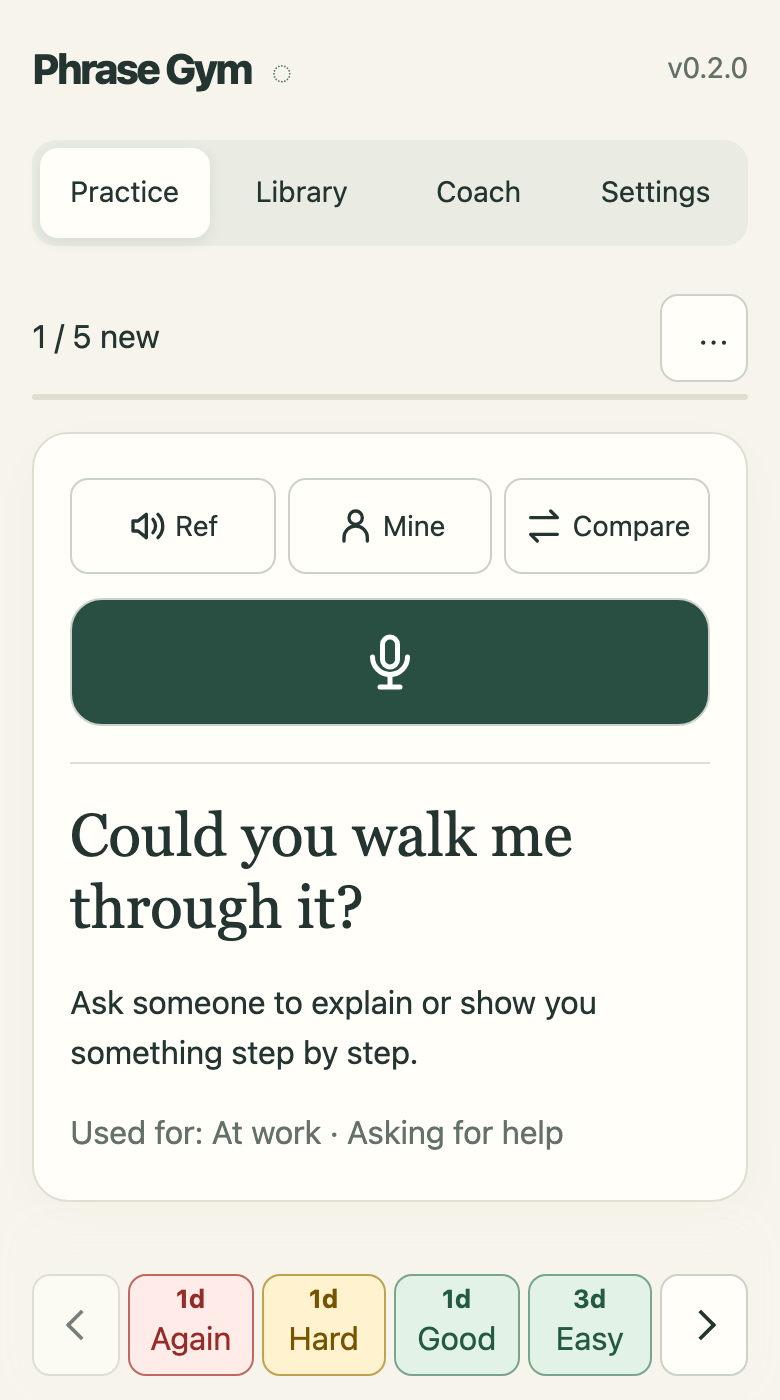 Phrase Gym
v0.2.0
Practice Library Coach Settings
1 / 5 new
...
Ref Mine Compare
Could you walk me
through it?
Ask someone to explain or show you
something step by step.
Used for: At work · Asking for help
1d 1d 1d 3d
Again Hard Good Easy